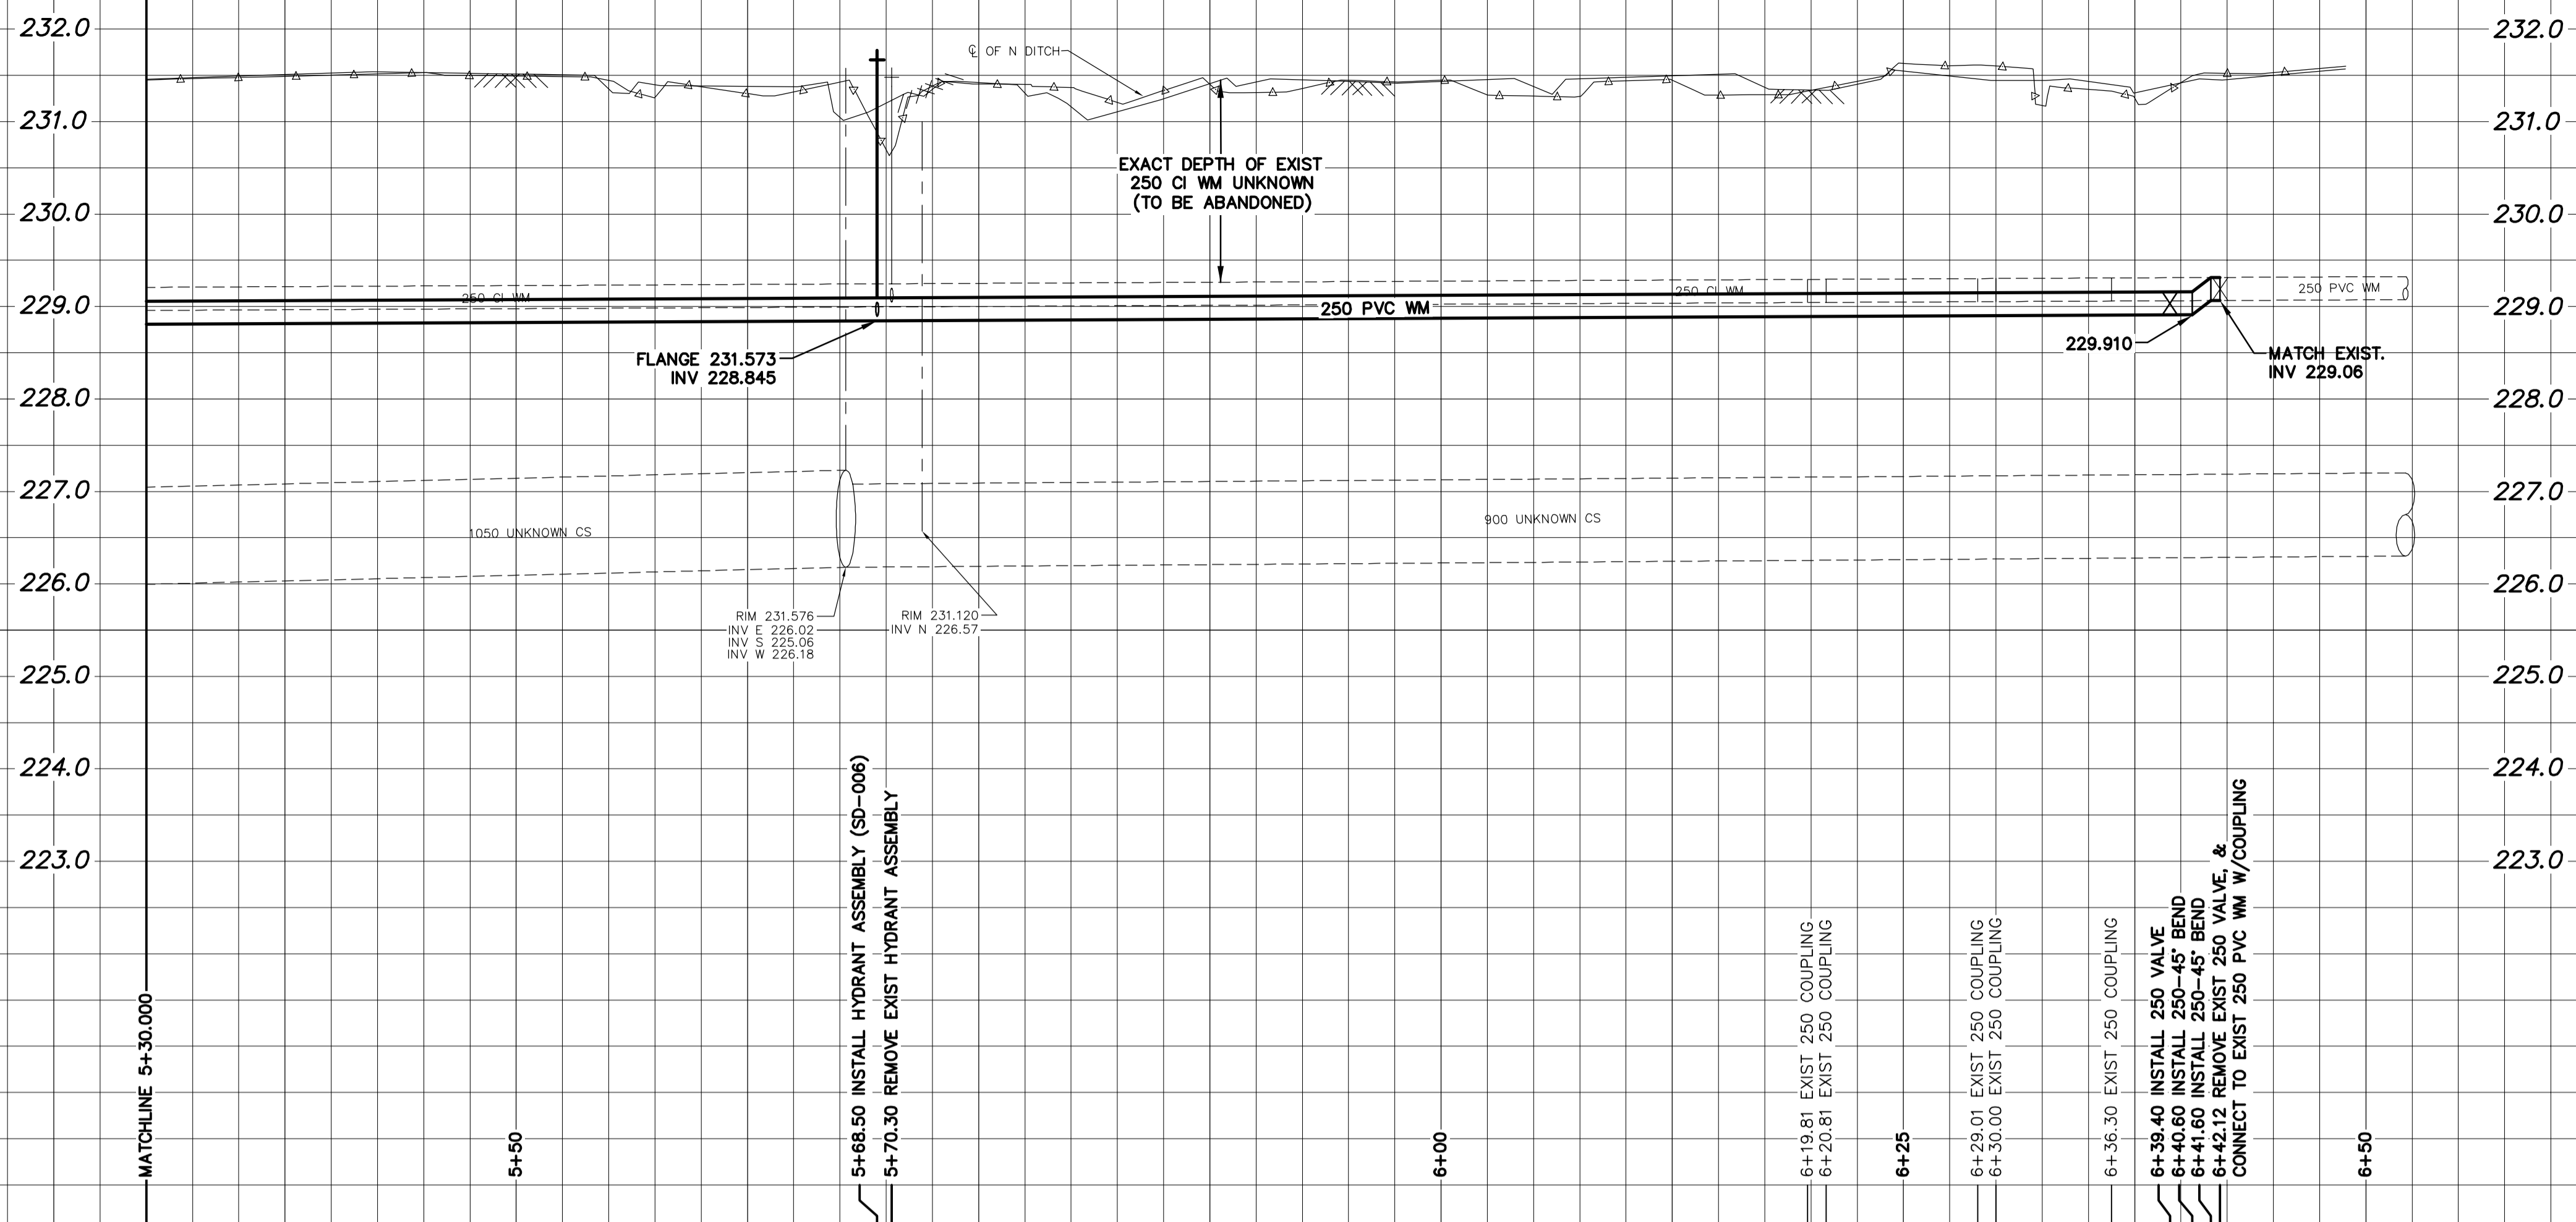 232.0
231.0
230.0
229.0
228.0
227.0
226.0
225.0
224.0
223.0
232.0
231.0
230.0
229.0
228.0
227.0
226.0
225.0
224.0
223.0
℄ OF N DITCH
EXACT DEPTH OF EXIST
250 CI WM UNKNOWN
(TO BE ABANDONED)
250 CI WM
250 CI WM
250 PVC WM
250 PVC WM
FLANGE 231.573
INV 228.845
229.910
MATCH EXIST.
INV 229.06
1050 UNKNOWN CS
900 UNKNOWN CS
RIM 231.576
INV E 226.02
INV S 225.06
INV W 226.18
RIM 231.120
INV N 226.57
MATCHLINE 5+30.000
5+50
5+68.50 INSTALL HYDRANT ASSEMBLY (SD-006)
5+70.30 REMOVE EXIST HYDRANT ASSEMBLY
6+00
6+19.81 EXIST 250 COUPLING
6+20.81 EXIST 250 COUPLING
6+25
6+29.01 EXIST 250 COUPLING
6+30.00 EXIST 250 COUPLING
6+36.30 EXIST 250 COUPLING
6+39.40 INSTALL 250 VALVE
6+40.60 INSTALL 250-45° BEND
6+41.60 INSTALL 250-45° BEND
6+42.12 REMOVE EXIST 250 VALVE, &
CONNECT TO EXIST 250 PVC WM W/COUPLING
6+50